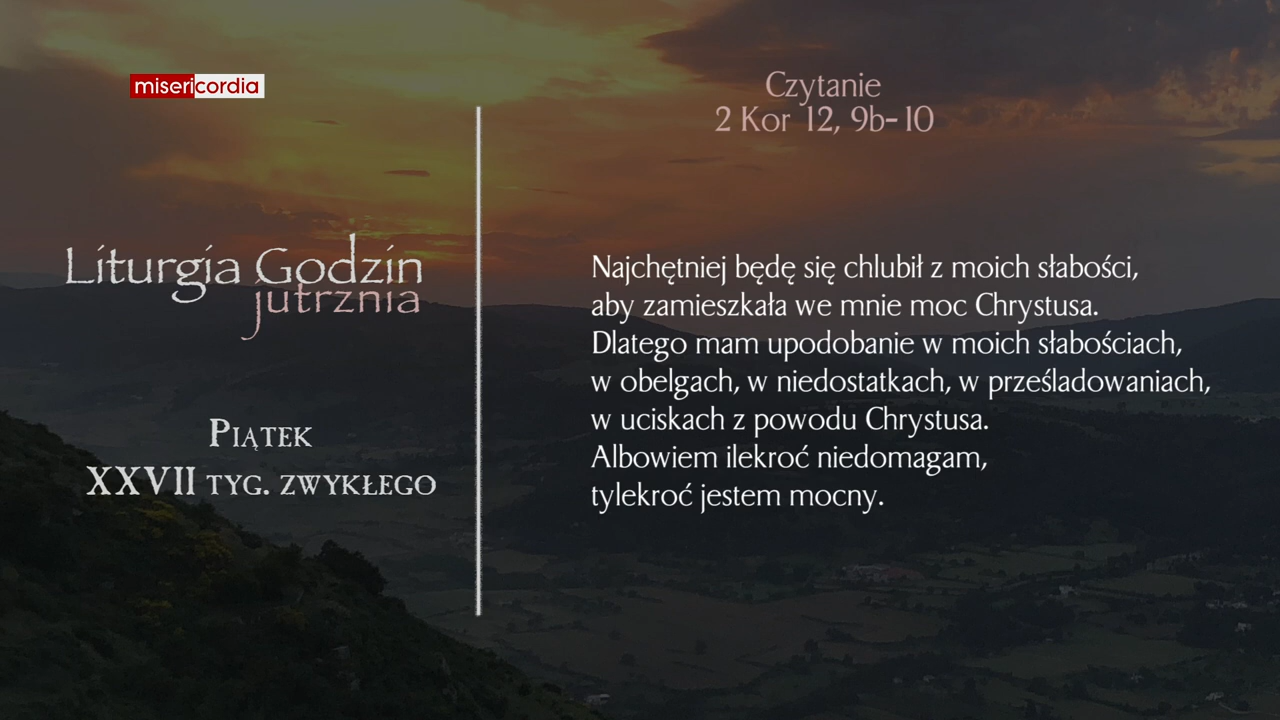 misericordia
Liturgia Godzin
jutrznia
Piątek
XXVII tyg. zwykłego
Czytanie
2 Kor 12, 9b-10
Najchętniej będę się chlubił z moich słabości,
aby zamieszkała we mnie moc Chrystusa.
Dlatego mam upodobanie w moich słabościach,
w obelgach, w niedostatkach, w prześladowaniach,
w uciskach z powodu Chrystusa.
Albowiem ilekroć niedomagam,
tylekroć jestem mocny.